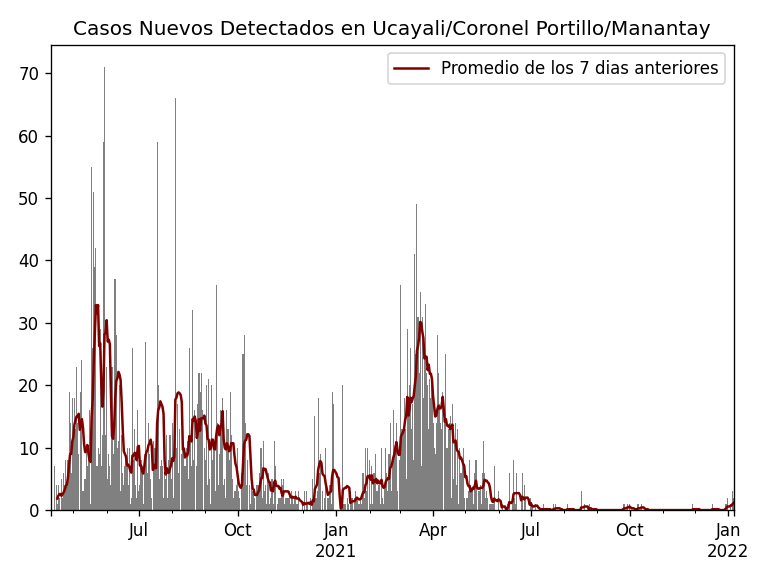 Casos Nuevos Detectados en Ucayali/Coronel Portillo/Manantay
Promedio de los 7 dias anteriores
70
60
50
40
30
20
10
0
Jul
Oct
Jan
2021
Apr
Jul
Oct
Jan
2022